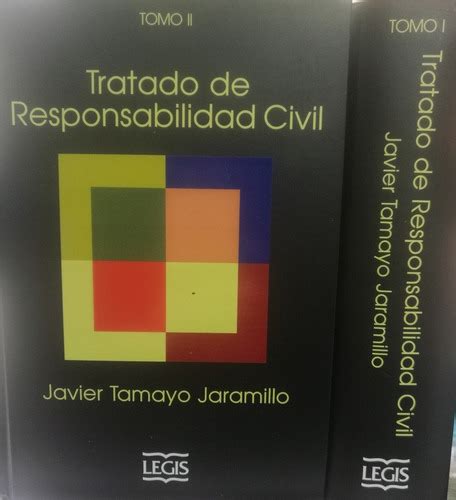 TOMO II
Tratado de
Responsabilidad Civil
Javier Tamayo Jaramillo
LEGIS
TOMO I
Tratado de Responsabilidad Civil
Javier Tamayo Jaramillo
LEGIS